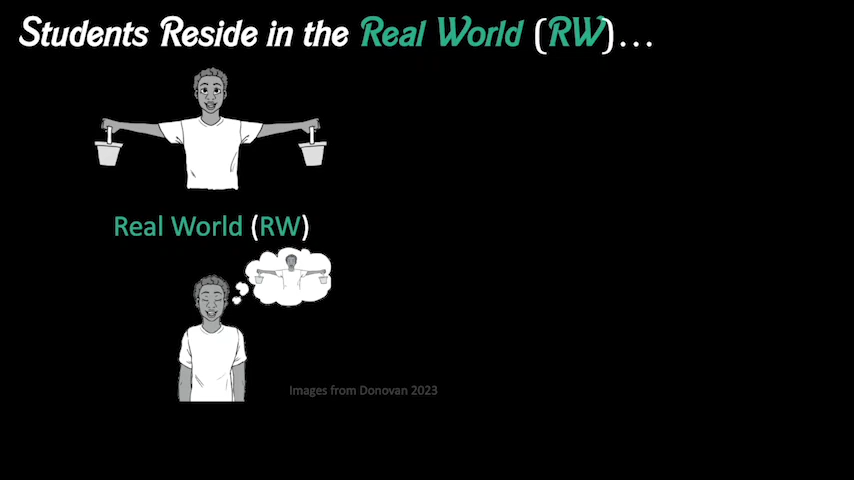 Students Reside in the Real World (RW)...
Real World (RW)
Images from Donovan 2023